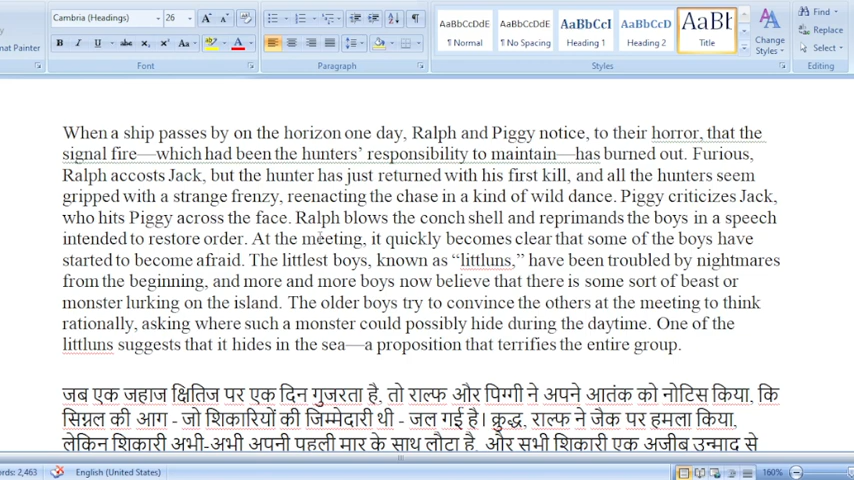 Cambria (Headings) 26
at Painter
Font
Paragraph
AaBbCcDdE AaBbCcDdE AaBbCcI AaBbCcD AaBb
¶ Normal ¶ No Spacing Heading 1 Heading 2 Title
Change
Styles
Styles
Find
Replace
Select
Editing
When a ship passes by on the horizon one day, Ralph and Piggy notice, to their horror, that the
signal fire—which had been the hunters’ responsibility to maintain—has burned out. Furious,
Ralph accosts Jack, but the hunter has just returned with his first kill, and all the hunters seem
gripped with a strange frenzy, reenacting the chase in a kind of wild dance. Piggy criticizes Jack,
who hits Piggy across the face. Ralph blows the conch shell and reprimands the boys in a speech
intended to restore order. At the meeting, it quickly becomes clear that some of the boys have
started to become afraid. The littlest boys, known as “littluns,” have been troubled by nightmares
from the beginning, and more and more boys now believe that there is some sort of beast or
monster lurking on the island. The older boys try to convince the others at the meeting to think
rationally, asking where such a monster could possibly hide during the daytime. One of the
littluns suggests that it hides in the sea—a proposition that terrifies the entire group.
जब एक जहाज क्षितिज पर एक दिन गुजरता है, तो राल्फ और पिग्गी ने अपने आतंक को नोटिस किया, कि
सिग्नल की आग - जो शिकारियों की जिम्मेदारी थी - जल गई है। क्रुद्ध, राल्फ ने जैक पर हमला किया,
लेकिन शिकारी अभी-अभी अपनी पहली मार के साथ लौटा है, और सभी शिकारी एक अजीब उन्माद से
ords: 2,463 English (United States) 160%